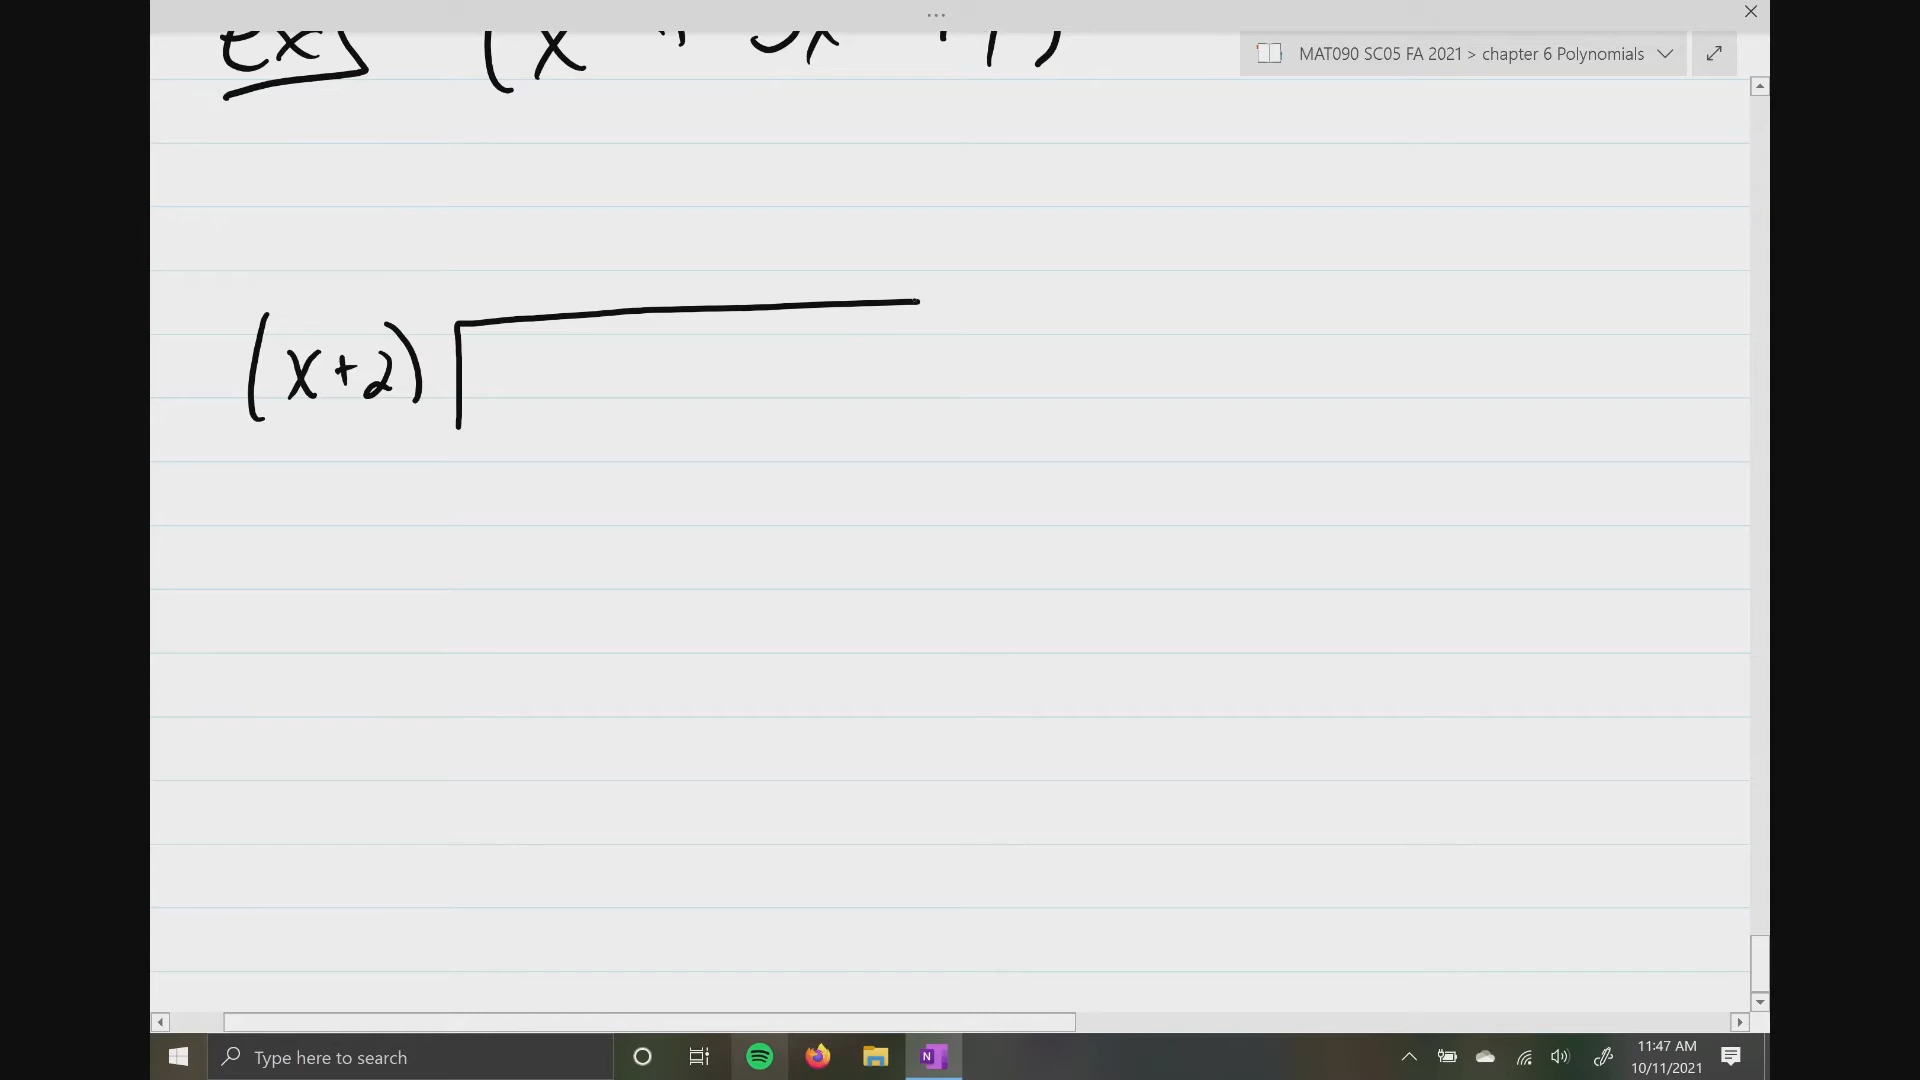 MAT090 SC05 FA 2021 > chapter 6 Polynomials
(x+2)
Type here to search
N
11:47 AM
10/11/2021